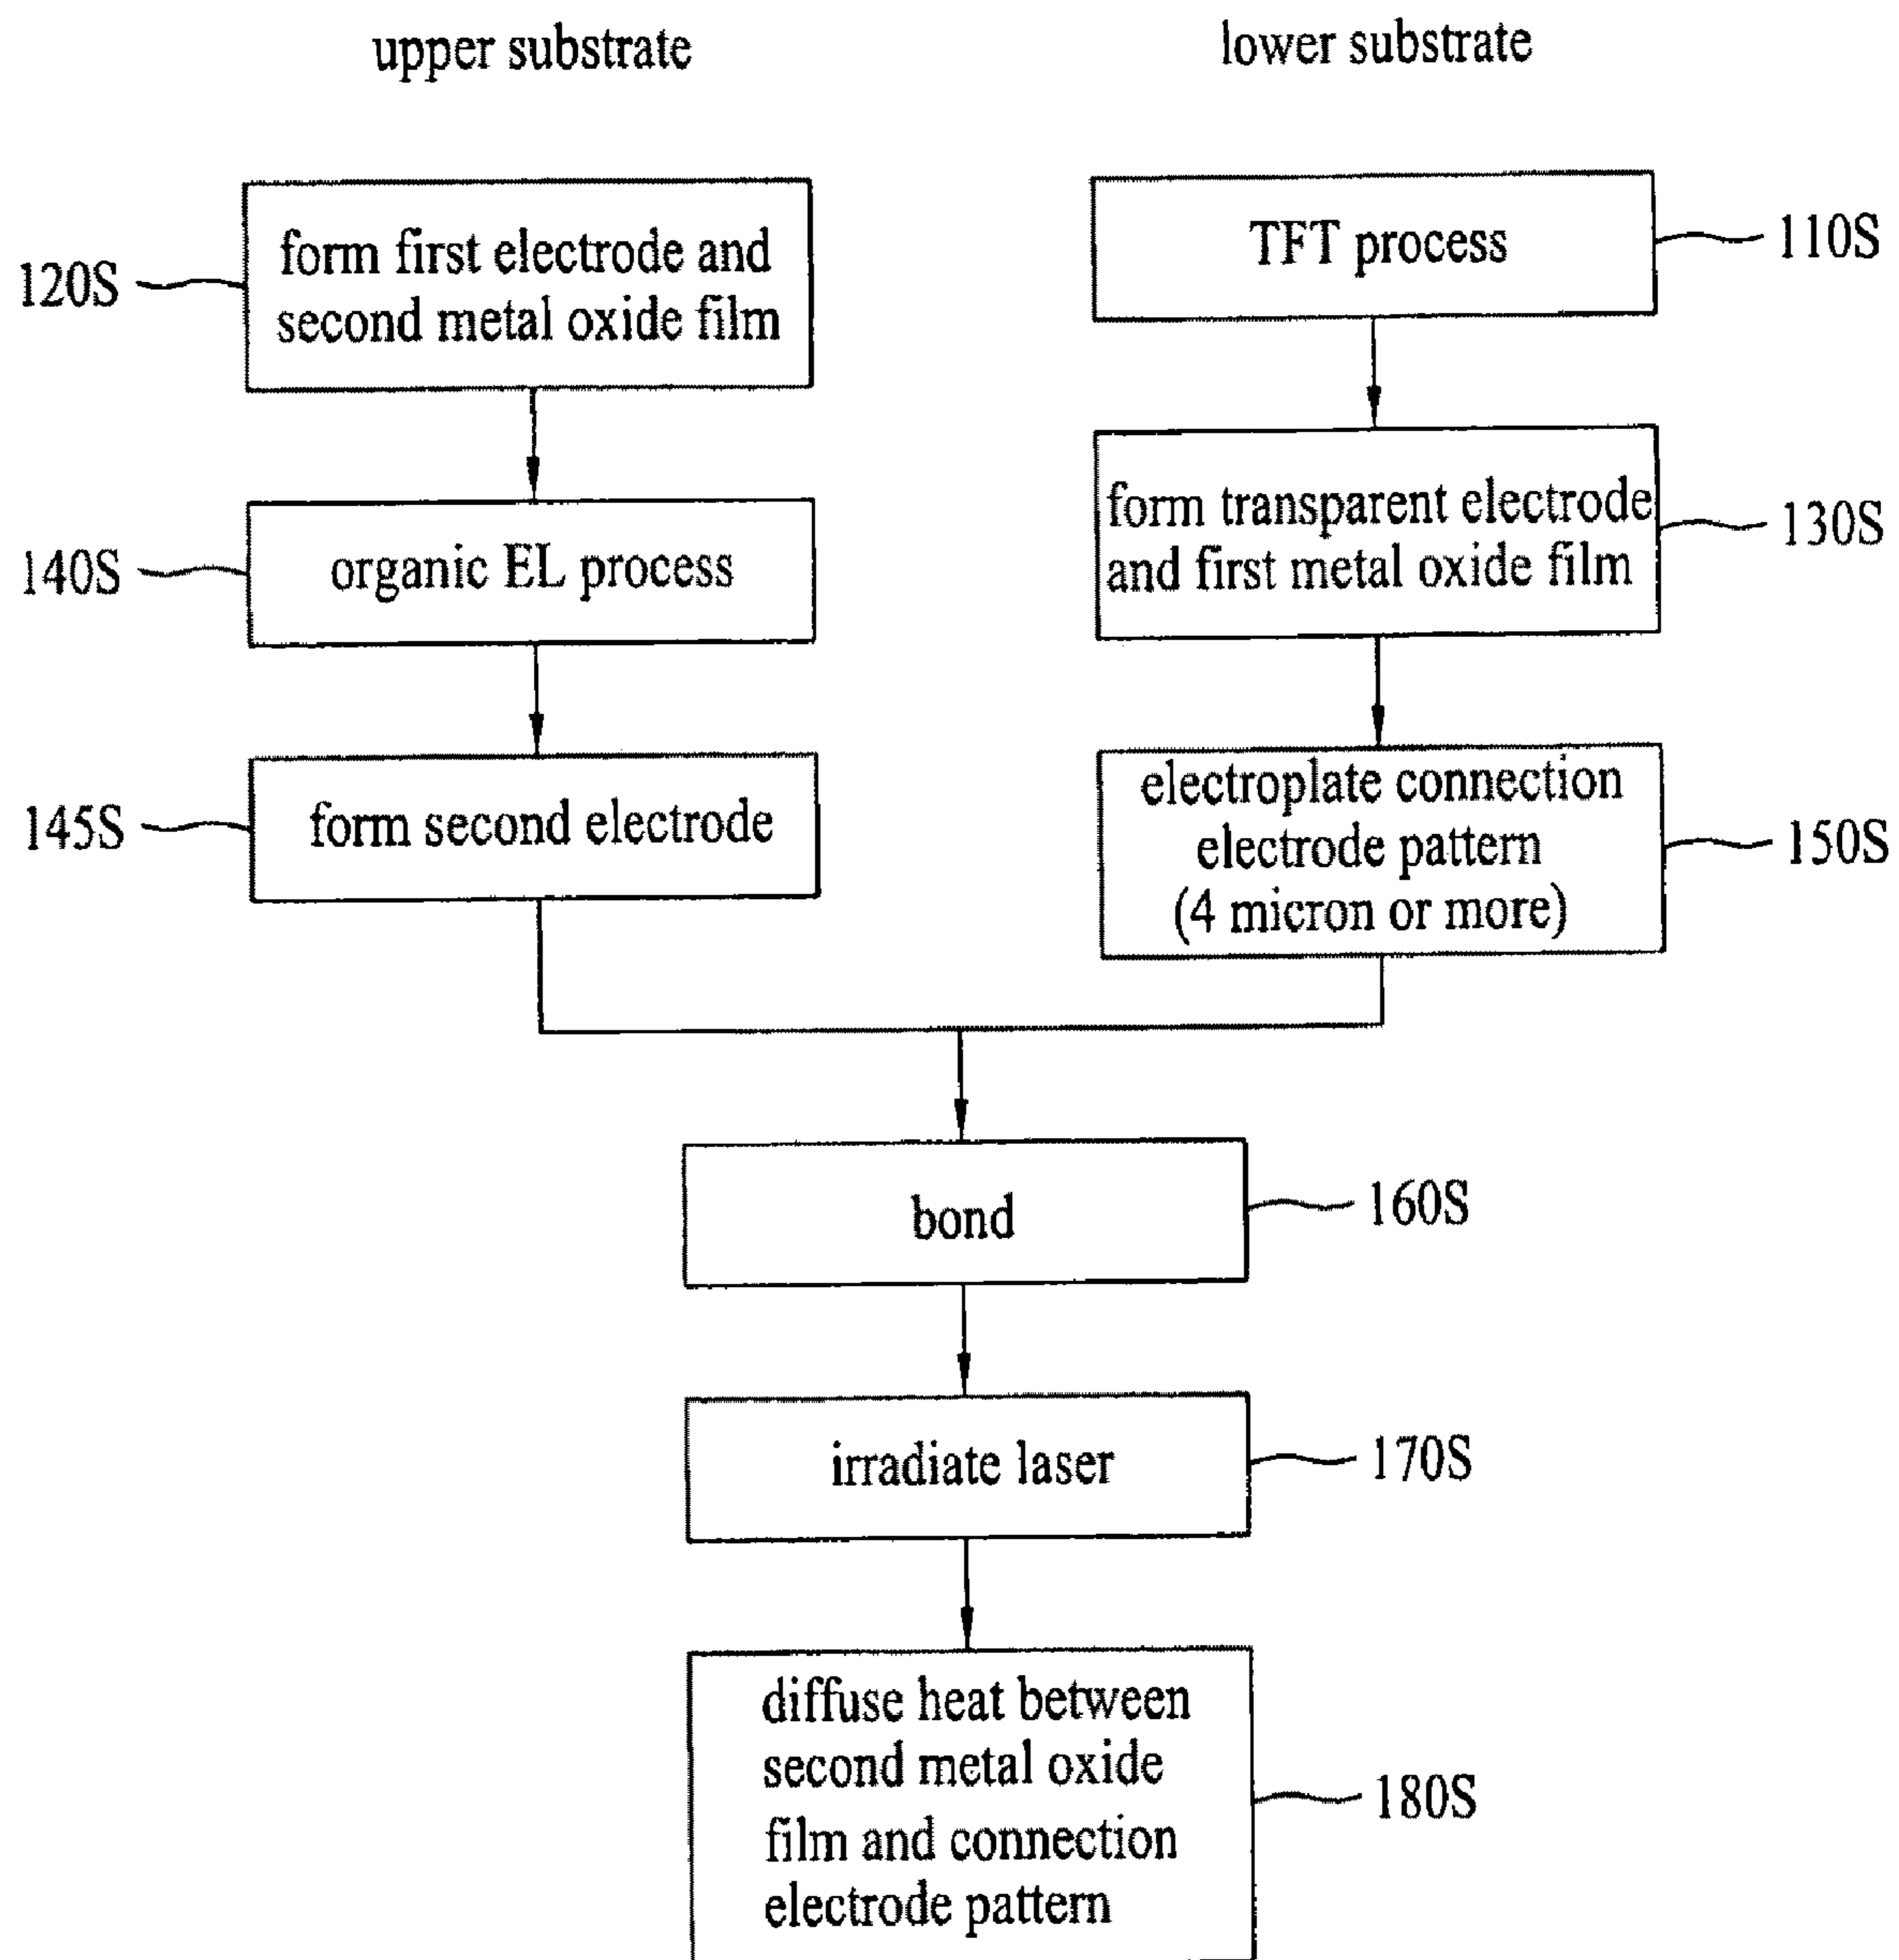 upper substrate
lower substrate
120S
form first electrode and
second metal oxide film
TFT process
110S
140S
organic EL process
form transparent electrode
and first metal oxide film
130S
145S
form second electrode
electroplate connection
electrode pattern
(4 micron or more)
150S
bond
160S
irradiate laser
170S
diffuse heat between
second metal oxide
film and connection
electrode pattern
180S